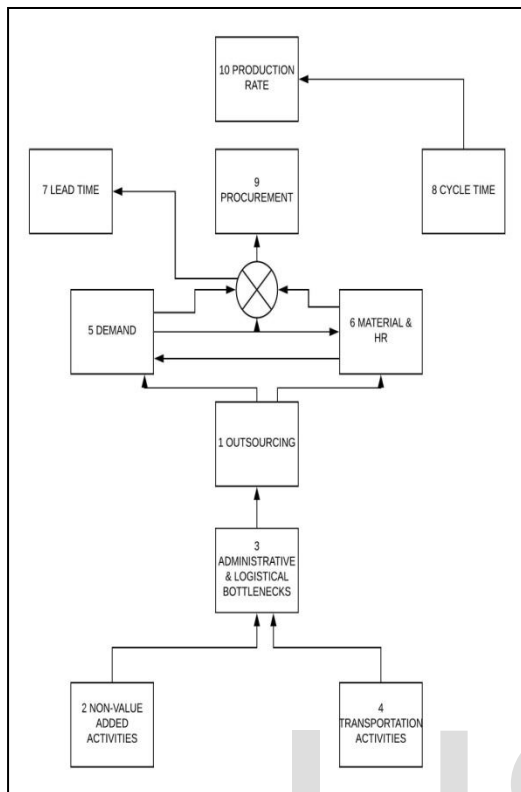 10 PRODUCTION
RATE
7 LEAD TIME
9
PROCUREMENT
8 CYCLE TIME
5 DEMAND
6 MATERIAL &
HR
1 OUTSOURCING
3
ADMINISTRATIVE
& LOGISTICAL
BOTTLENECKS
2 NON-VALUE
ADDED
ACTIVITIES
4
TRANSPORTATION
ACTIVITIES